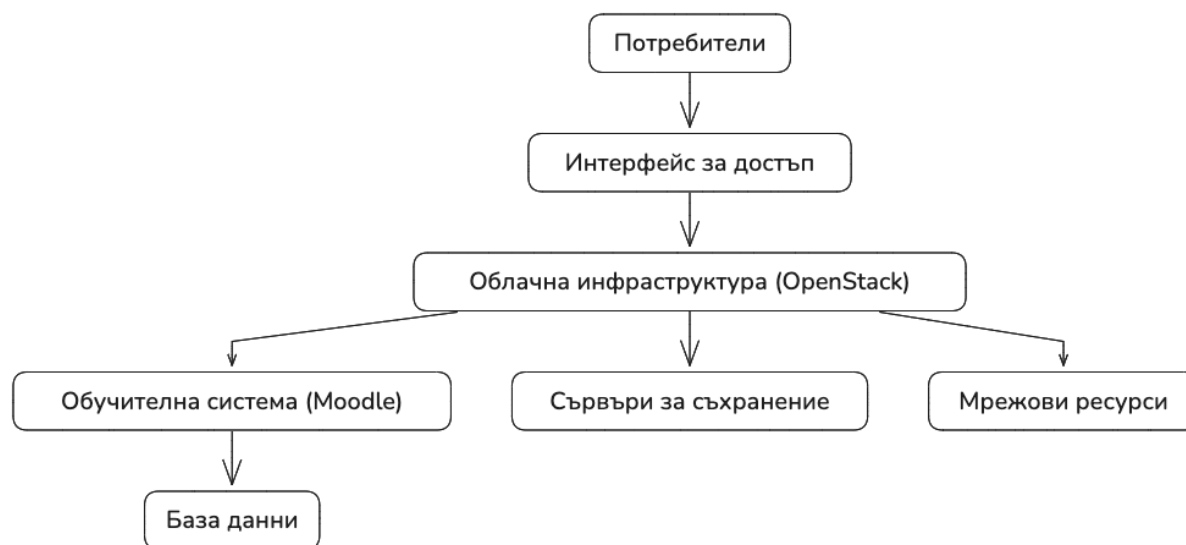 Потребители
Интерфейс за достъп
Облачна инфраструктура (OpenStack)
Обучителна система (Moodle)
Сървъри за съхранение
Мрежови ресурси
База данни